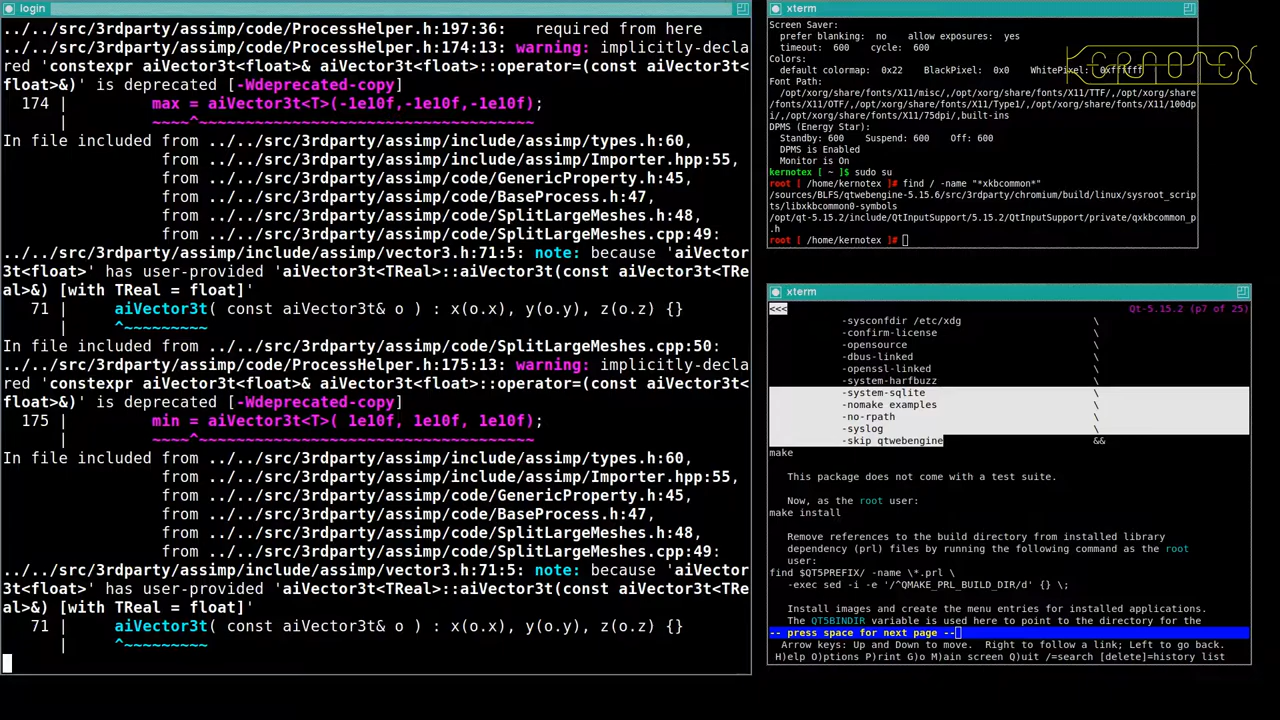 login
../../src/3rdparty/assimp/code/ProcessHelper.h:197:36:   required from here
../../src/3rdparty/assimp/code/ProcessHelper.h:174:13: warning: implicitly-decla
red 'constexpr aiVector3t<float>& aiVector3t<float>::operator=(const aiVector3t<
float>&)' is deprecated [-Wdeprecated-copy]
174 |         max = aiVector3t<T>(-1e10f,-1e10f,-1e10f);
|         ~~~~^~~~~~~~~~~~~~~~~~~~~~~~~~~~~~~~~~~~~
In file included from ../../src/3rdparty/assimp/include/assimp/types.h:60,
from ../../src/3rdparty/assimp/include/assimp/Importer.hpp:55,
from ../../src/3rdparty/assimp/code/GenericProperty.h:45,
from ../../src/3rdparty/assimp/code/BaseProcess.h:47,
from ../../src/3rdparty/assimp/code/SplitLargeMeshes.h:48,
from ../../src/3rdparty/assimp/code/SplitLargeMeshes.cpp:49:
../../src/3rdparty/assimp/include/assimp/vector3.h:71:5: note: because 'aiVector
3t<float>' has user-provided 'aiVector3t<TReal>::aiVector3t(const aiVector3t<TRe
al>&) [with TReal = float]'
71 |     aiVector3t( const aiVector3t& o ) : x(o.x), y(o.y), z(o.z) {}
|     ^~~~~~~~~~
In file included from ../../src/3rdparty/assimp/code/SplitLargeMeshes.cpp:50:
../../src/3rdparty/assimp/code/ProcessHelper.h:175:13: warning: implicitly-decla
red 'constexpr aiVector3t<float>& aiVector3t<float>::operator=(const aiVector3t<
float>&)' is deprecated [-Wdeprecated-copy]
175 |         min = aiVector3t<T>( 1e10f, 1e10f, 1e10f);
|         ~~~~^~~~~~~~~~~~~~~~~~~~~~~~~~~~~~~~~~~~~
In file included from ../../src/3rdparty/assimp/include/assimp/types.h:60,
from ../../src/3rdparty/assimp/include/assimp/Importer.hpp:55,
from ../../src/3rdparty/assimp/code/GenericProperty.h:45,
from ../../src/3rdparty/assimp/code/BaseProcess.h:47,
from ../../src/3rdparty/assimp/code/SplitLargeMeshes.h:48,
from ../../src/3rdparty/assimp/code/SplitLargeMeshes.cpp:49:
../../src/3rdparty/assimp/include/assimp/vector3.h:71:5: note: because 'aiVector
3t<float>' has user-provided 'aiVector3t<TReal>::aiVector3t(const aiVector3t<TRe
al>&) [with TReal = float]'
71 |     aiVector3t( const aiVector3t& o ) : x(o.x), y(o.y), z(o.z) {}
|     ^~~~~~~~~~
xterm
Screen Saver:
prefer blanking:  no    allow exposures:  yes
timeout:  600    cycle:  600
Colors:
default colormap:  0x22    BlackPixel:  0x0    WhitePixel:  0xffffff
Font Path:
/opt/xorg/share/fonts/X11/misc/,/opt/xorg/share/fonts/X11/TTF/,/opt/xorg/share
/fonts/X11/OTF/,/opt/xorg/share/fonts/X11/Type1/,/opt/xorg/share/fonts/X11/100dp
i/,/opt/xorg/share/fonts/X11/75dpi/,built-ins
DPMS (Energy Star):
Standby: 600    Suspend: 600    Off: 600
DPMS is Enabled
Monitor is On
kernotex [ ~ ]$ sudo su
root [ /home/kernotex ]# find / -name "*xkbcommon*"
/sources/BLFS/qtwebengine-5.15.6/src/3rdparty/chromium/build/linux/sysroot_scrip
ts/libxkbcommon0-symbols
/opt/qt-5.15.2/include/QtInputSupport/5.15.2/QtInputSupport/private/qxkbcommon_p
.h
root [ /home/kernotex ]#
KERNOTEX
xterm
<<<                                   Qt-5.15.2 (p7 of 25)
-sysconfdir /etc/xdg                      \
-confirm-license                          \
-opensource                               \
-dbus-linked                              \
-openssl-linked                           \
-system-harfbuzz                          \
-system-sqlite                            \
-nomake examples                          \
-no-rpath                                 \
-syslog                                   \
-skip qtwebengine                         &&
make
This package does not come with a test suite.
Now, as the root user:
make install
Remove references to the build directory from installed library
dependency (prl) files by running the following command as the root
user:
find $QT5PREFIX/ -name \*.prl \
-exec sed -i -e '/^QMAKE_PRL_BUILD_DIR/d' {} \;
Install images and create the menu entries for installed applications.
The QT5BINDIR variable is used here to point to the directory for the
-- press space for next page --
Arrow keys: Up and Down to move.  Right to follow a link; Left to go back.
H)elp O)ptions P)rint G)o M)ain screen Q)uit /=search [delete]=history list